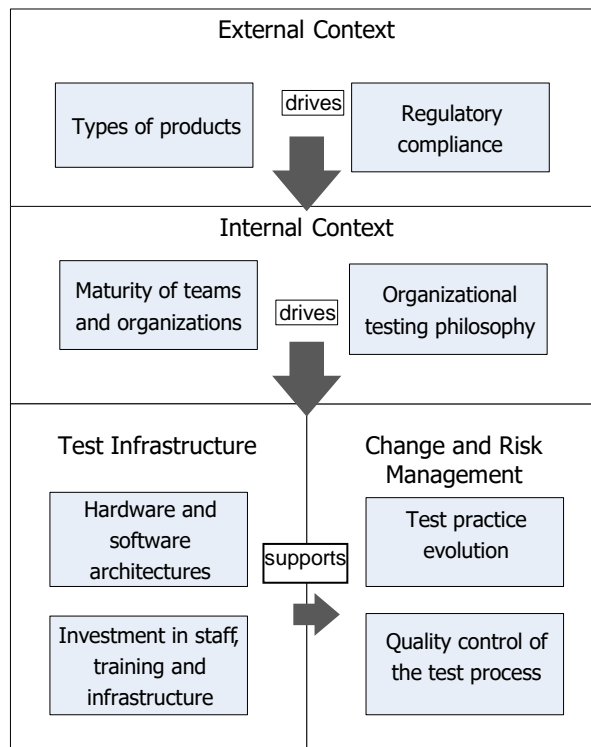 External Context
Types of products
drives
Regulatory
compliance
Internal Context
Maturity of teams
and organizations
drives
Organizational
testing philosophy
Test Infrastructure
Hardware and
software
architectures
Investment in staff,
training and
infrastructure
supports
Change and Risk
Management
Test practice
evolution
Quality control of
the test process